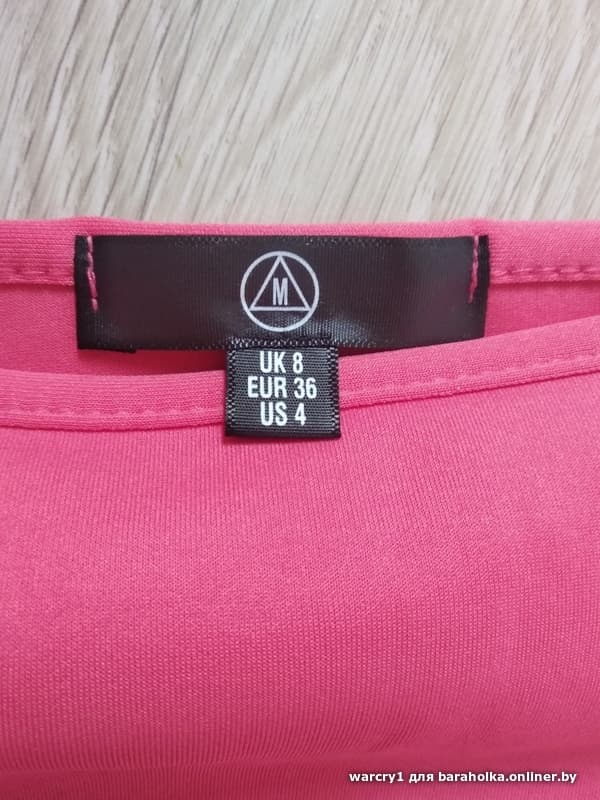 M
UK 8
EUR 36
US 4
warcry1 для baraholka.onliner.by